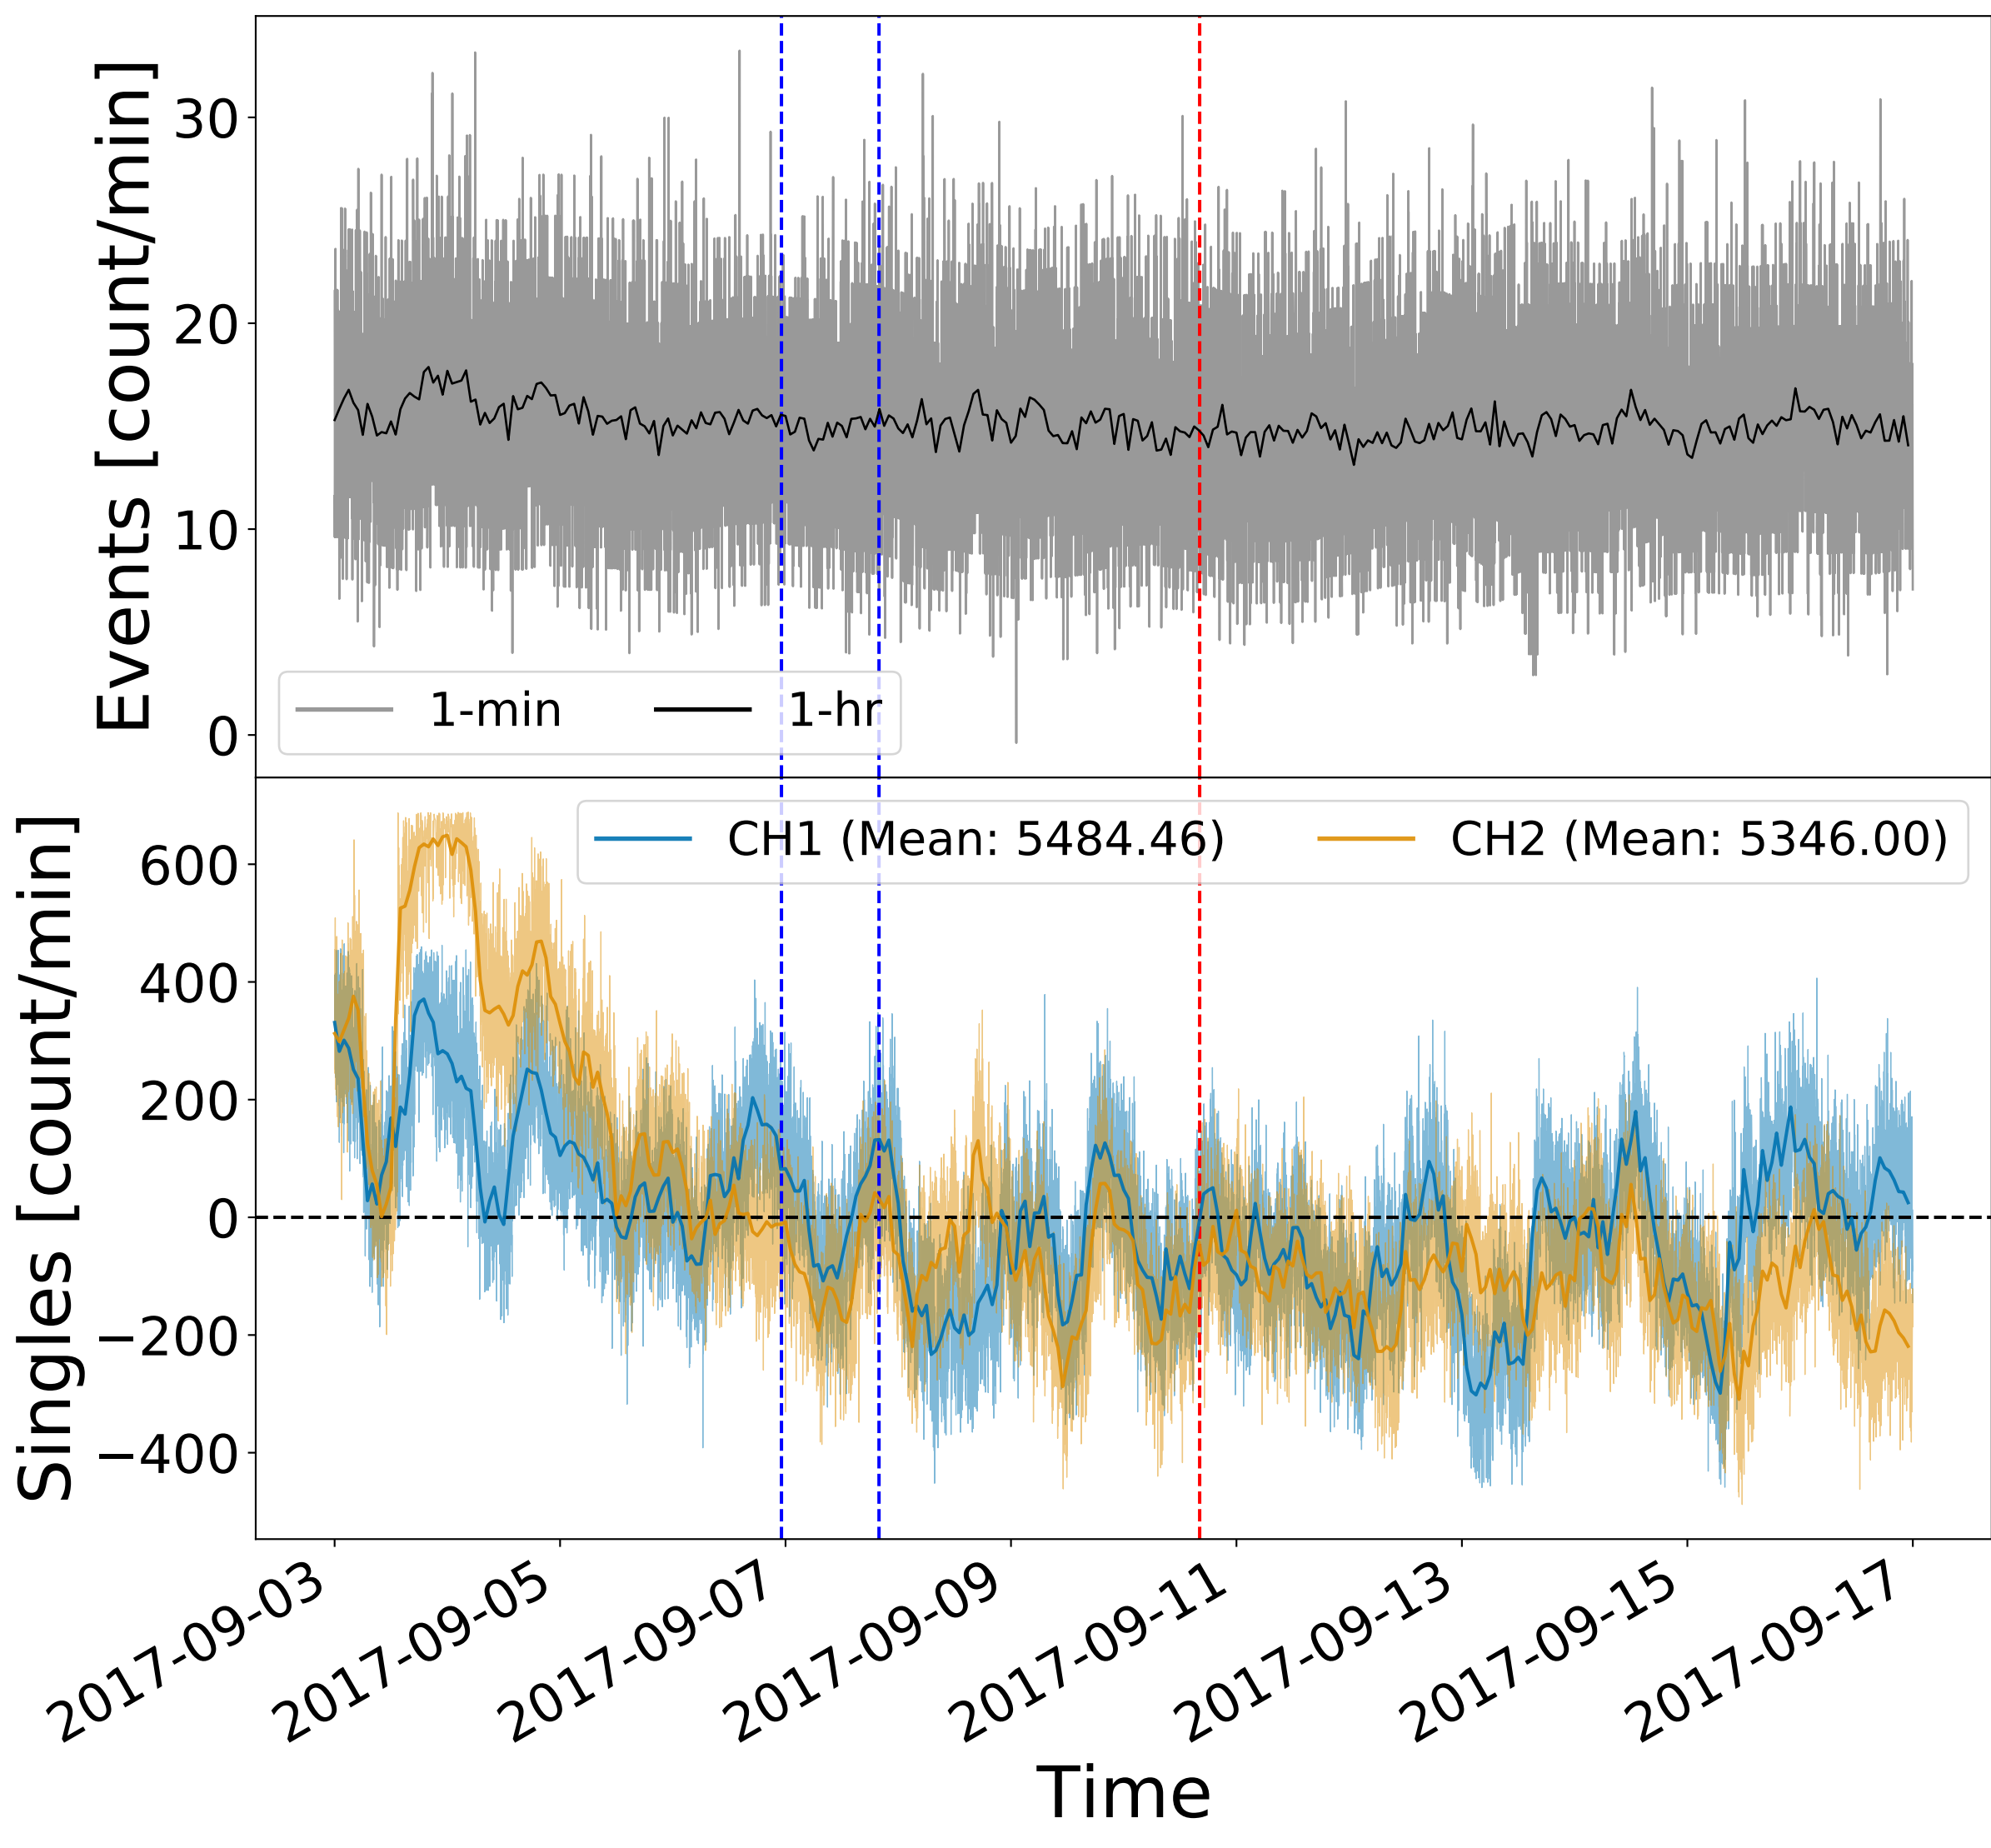 Events [count/min]
30
20
10
0
1-min 1-hr
Singles [count/min]
CH1 (Mean: 5484.46) CH2 (Mean: 5346.00)
600
400
200
0
−200
−400
2017-09-03 2017-09-05 2017-09-07 2017-09-09 2017-09-11 2017-09-13 2017-09-15 2017-09-17
Time